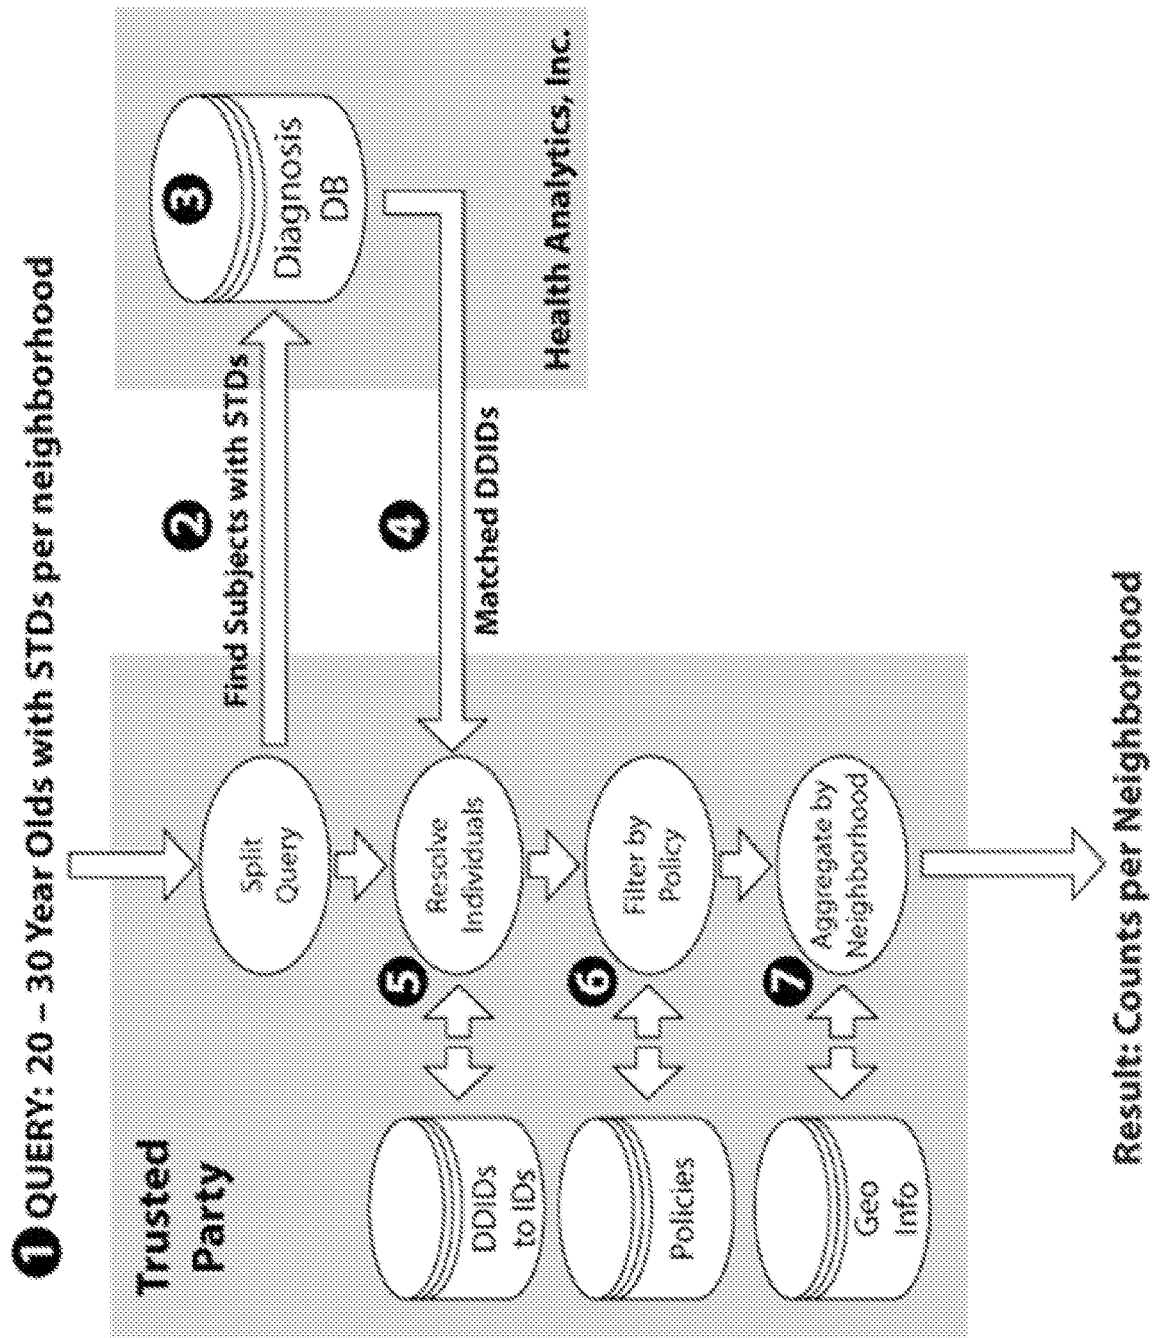 1 QUERY: 20 – 30 Year Olds with STDs per neighborhood
Trusted
Party
Split
Query
2
Find Subjects with STDs
3
Diagnosis
DB
Health Analytics, Inc.
4
Matched DDIDs
5
Resolve
Individuals
DDIDs
to IDs
6
Filter by
Policy
Policies
7
Aggregate by
Neighborhood
Geo
Info
Result: Counts per Neighborhood